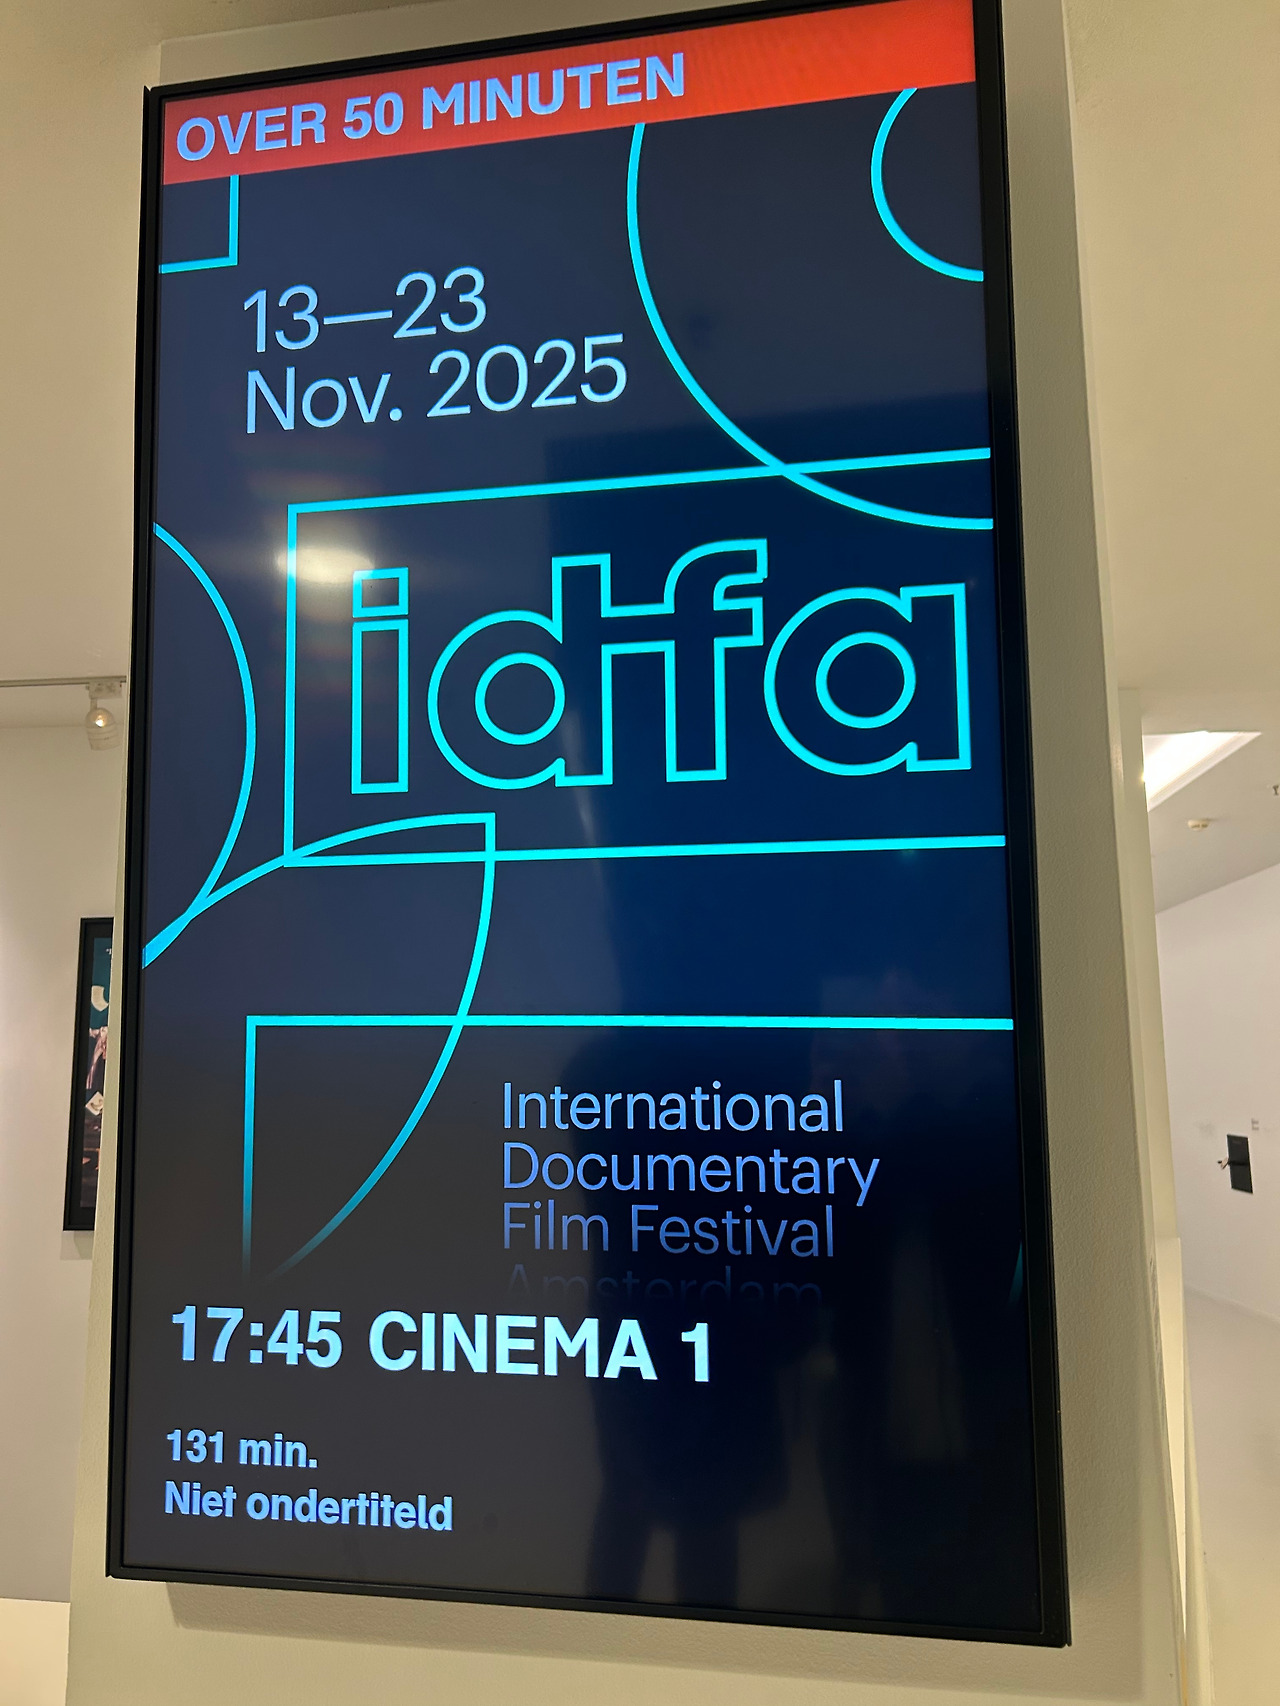 OVER 50 MINUTEN
13—23
Nov. 2025
idfa
International
Documentary
Film Festival
Amsterdam
17:45 CINEMA 1
131 min.
Niet ondertiteld